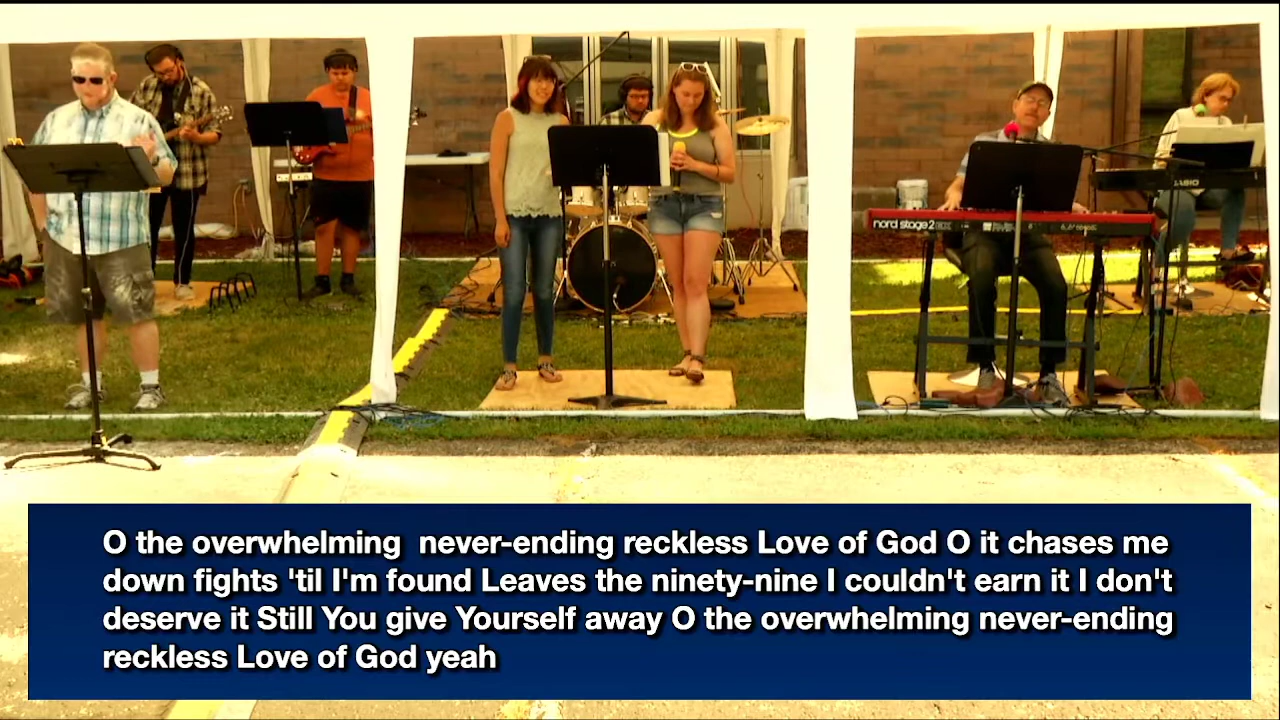 nord stage 2
CASIO
O the overwhelming  never-ending reckless Love of God O it chases me
down fights 'til I'm found Leaves the ninety-nine I couldn't earn it I don't
deserve it Still You give Yourself away O the overwhelming never-ending
reckless Love of God yeah